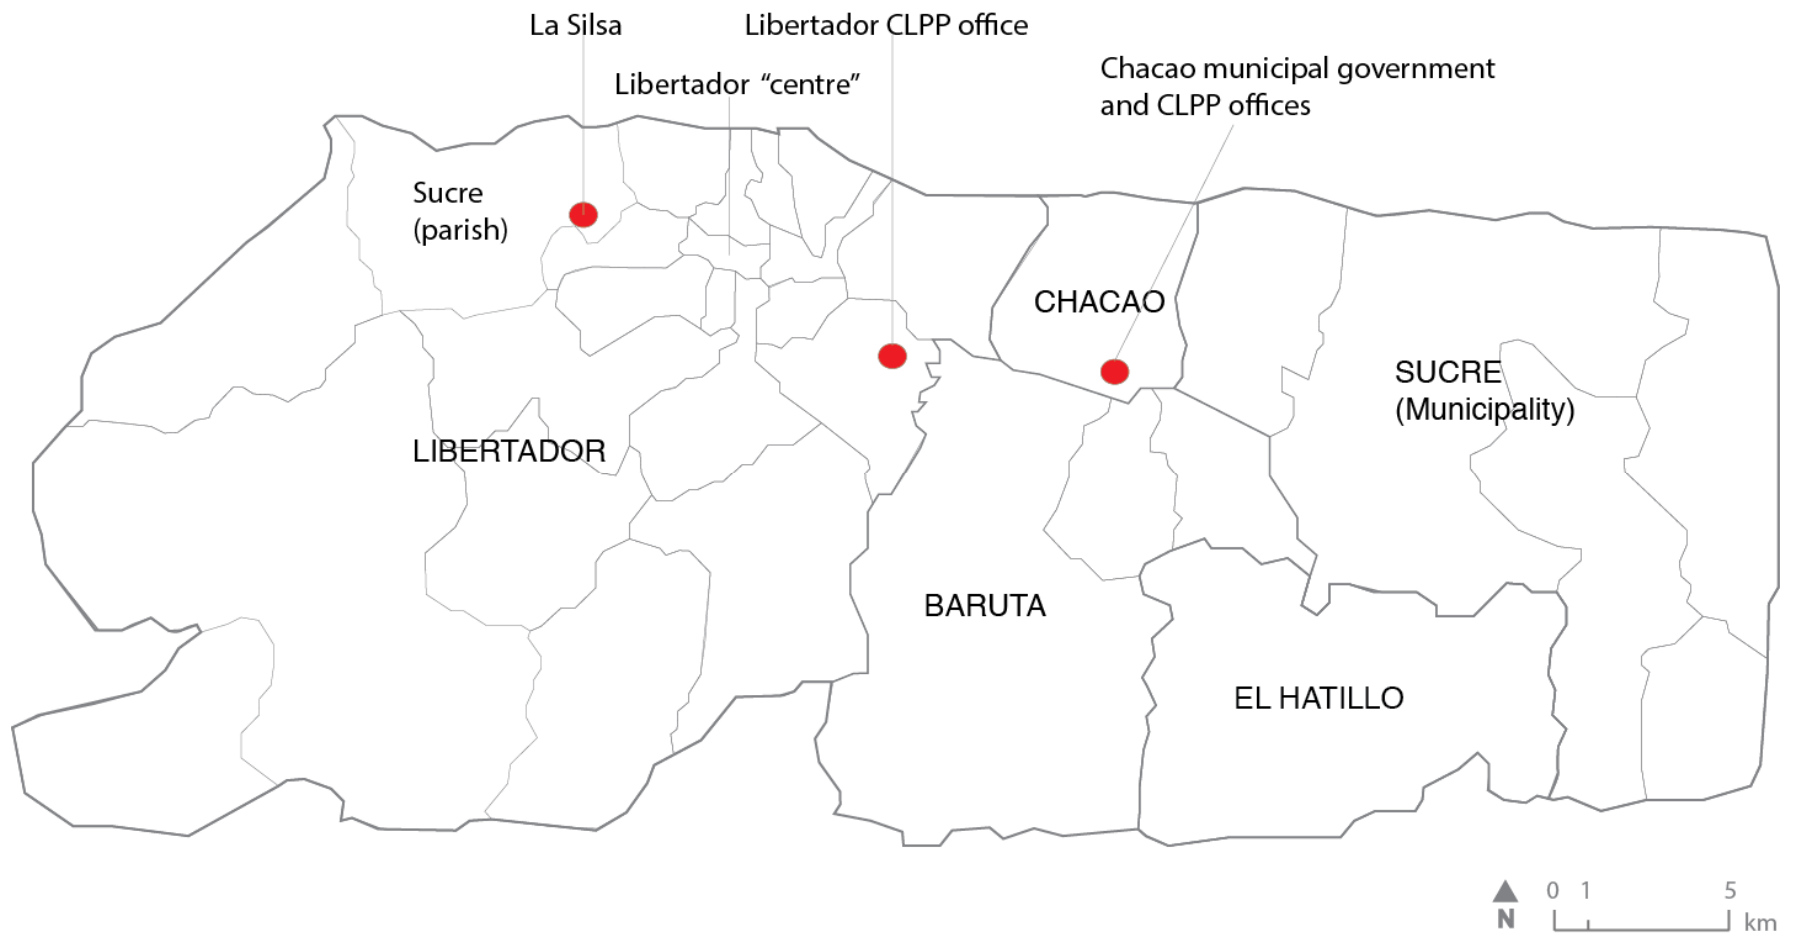 La Silsa
Libertador CLPP office
Libertador “centre”
Chacao municipal government
and CLPP offices
Sucre
(parish)
CHACAO
SUCRE
(Municipality)
LIBERTADOR
BARUTA
EL HATILLO
0 1 5
N
km